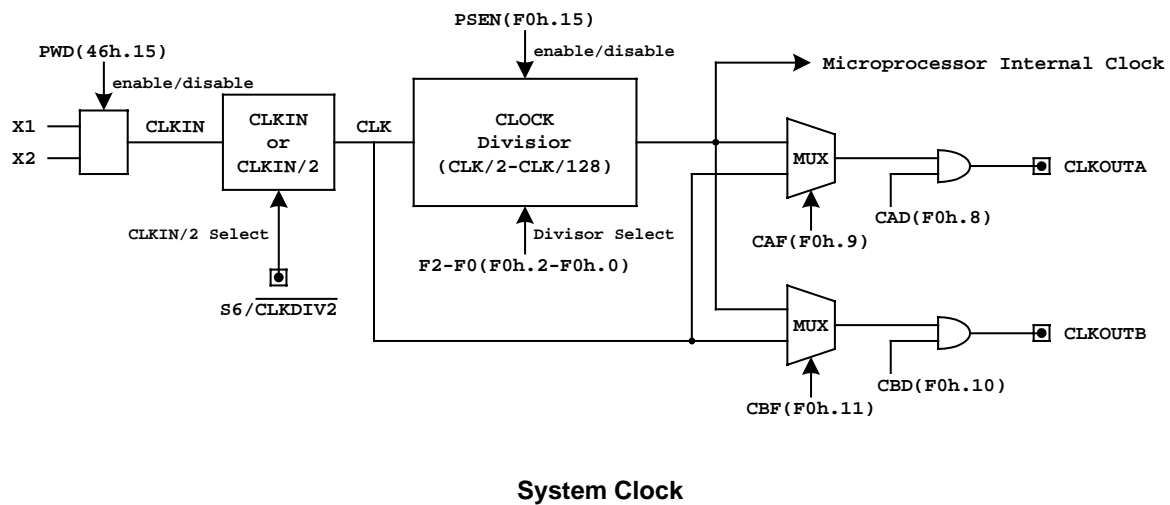 PSEN(F0h.15)
enable/disable
PWD(46h.15)
enable/disable
Microprocessor Internal Clock
X1
X2
CLKIN
CLKIN
or
CLKIN/2
CLK
CLOCK
Divisior
(CLK/2-CLK/128)
MUX
CLKOUTA
CAD(F0h.8)
CAF(F0h.9)
CLKIN/2 Select
Divisor Select
F2-F0(F0h.2-F0h.0)
S6/CLKDIV2
MUX
CLKOUTB
CBD(F0h.10)
CBF(F0h.11)
System Clock